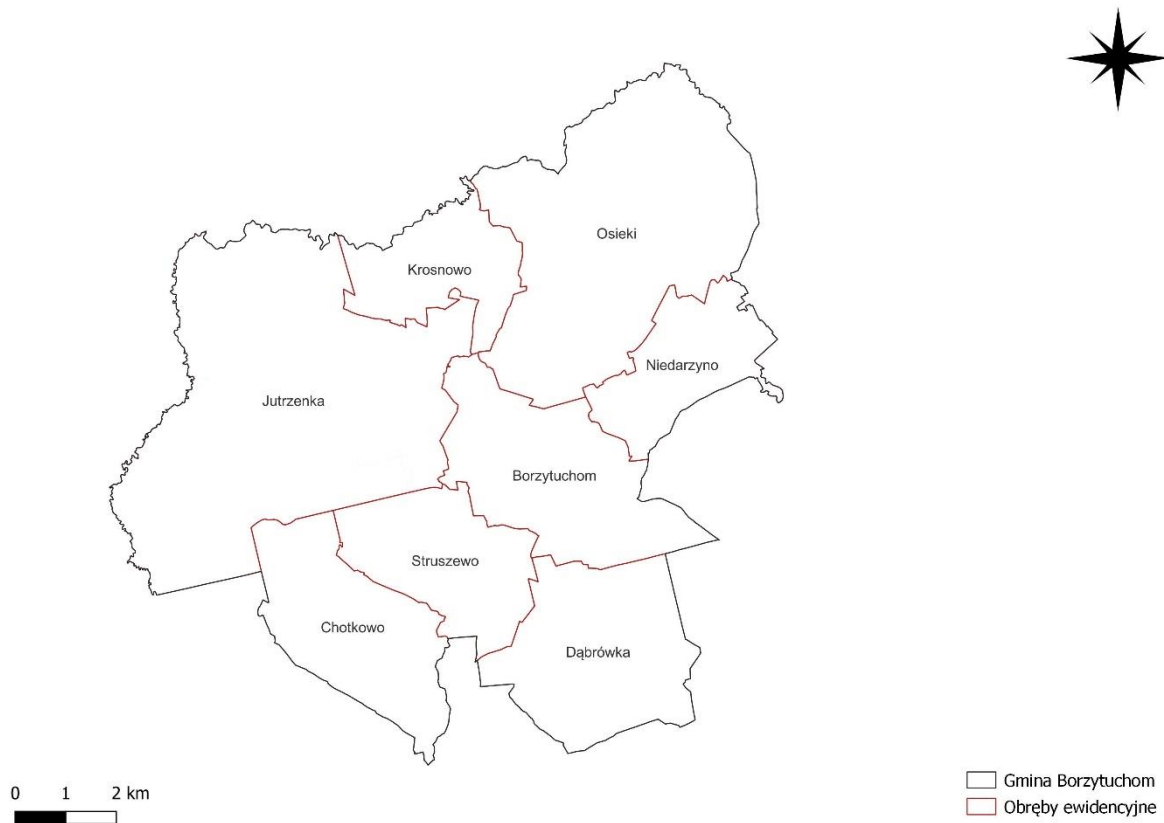 Osieki
Krosnowo
Niedarzyno
Jutrzenka
Borzytuchom
Struszewo
Chotkowo
Dąbrówka
0 1 2 km
Gmina Borzytuchom
Obręby ewidencyjne